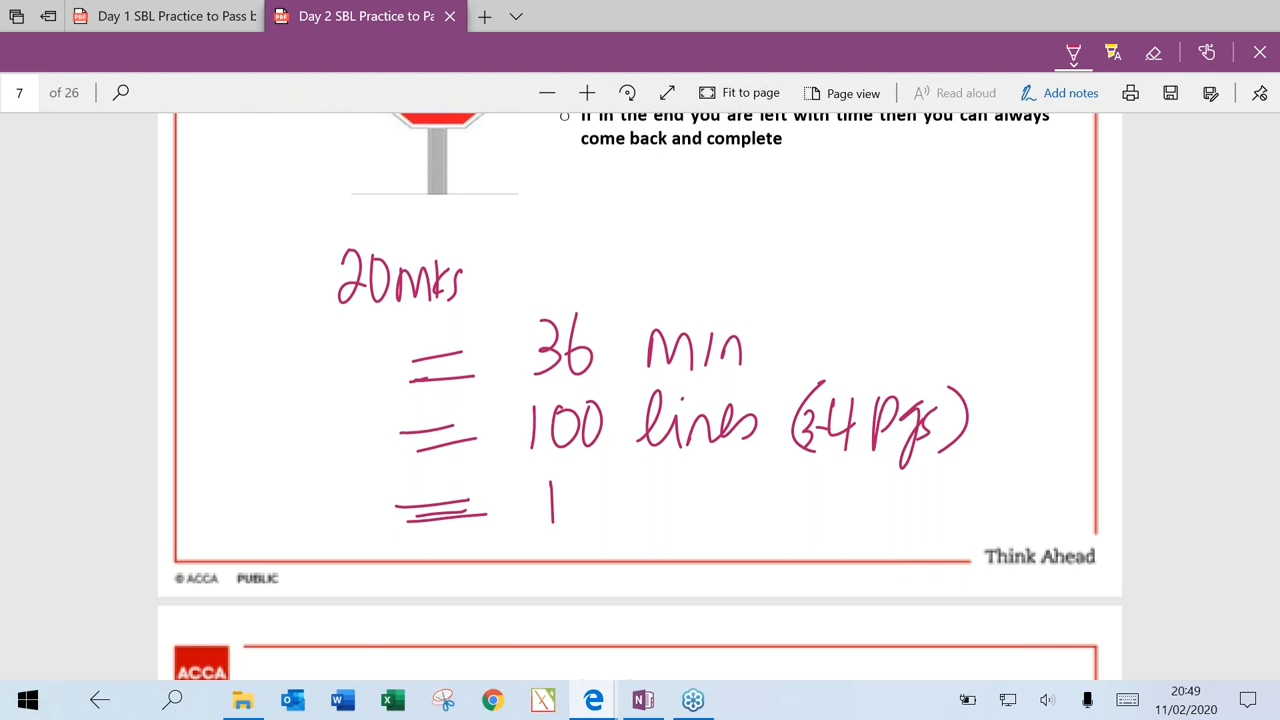 Day 1 SBL Practice to Pass b
Day 2 SBL Practice to Pa
7 of 26
Fit to page
Page view
Read aloud
Add notes
If in the end you are left with time then you can always
come back and complete
20mks
= 36 min
= 100 lines (3-4 pgs)
= 1
Think Ahead
© ACCA PUBLIC
ACCA
20:49
11/02/2020